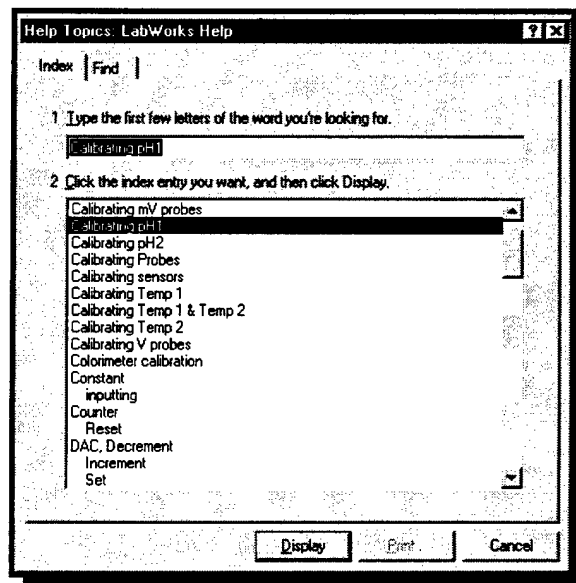 Help Topics: LabWorks Help
Index Find
1 Type the first few letters of the word you're looking for.
Calibrating pH1
2 Click the index entry you want, and then click Display.
Calibrating mV probes
Calibrating pH1
Calibrating pH2
Calibrating Probes
Calibrating sensors
Calibrating Temp 1
Calibrating Temp 1 & Temp 2
Calibrating Temp 2
Calibrating V probes
Colorimeter calibration
Constant
inputting
Counter
Reset
DAC, Decrement
Increment
Set
Display Print... Cancel